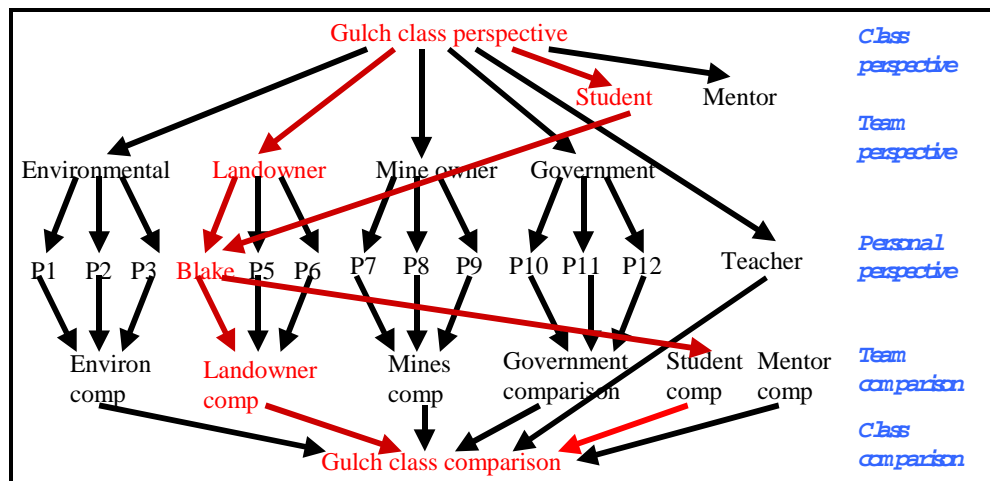 Gulch class perspective
Class
perspective
Student
Mentor
Team
perspective
Environmental
Landowner
Mine owner
Government
Personal
perspective
P1
P2
P3
Blake
P5
P6
P7
P8
P9
P10
P11
P12
Teacher
Environ
comp
Landowner
comp
Mines
comp
Government
comparison
Student
comp
Mentor
comp
Team
comparison
Gulch class comparison
Class
comparison